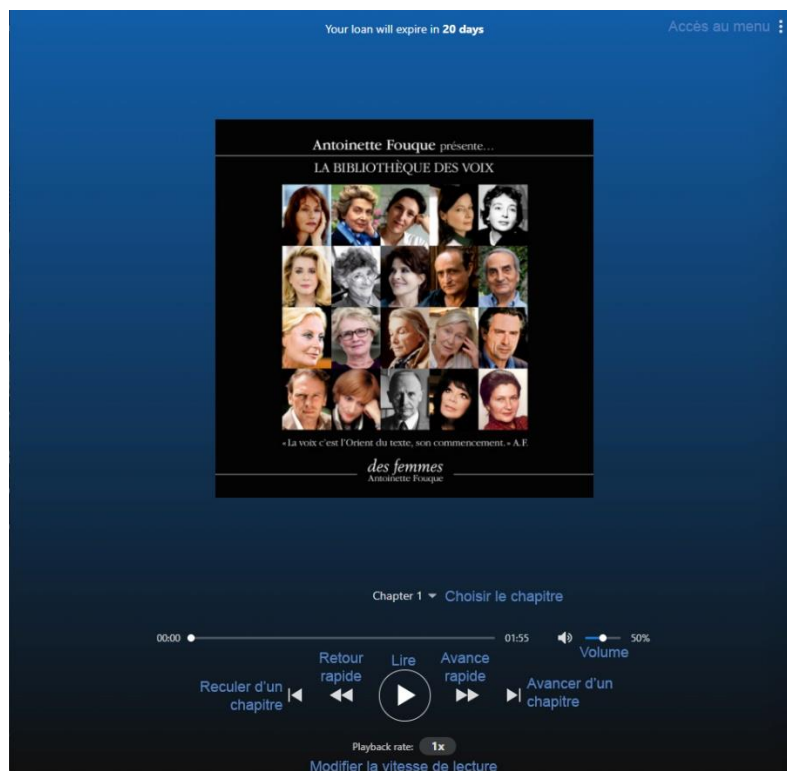 Your loan will expire in 20 days
Accès au menu
Antoinette Fouque présente...
LA BIBLIOTHÈQUE DES VOIX
« La voix c'est l'Orient du texte, son commencement. » A.F.
des femmes
Antoinette Fouque
Chapter 1 Choisir le chapitre
00:00 01:55 50%
Volume
Retour rapide
Lire
Avance rapide
Reculer d'un chapitre
Avancer d'un chapitre
Playback rate: 1x
Modifier la vitesse de lecture